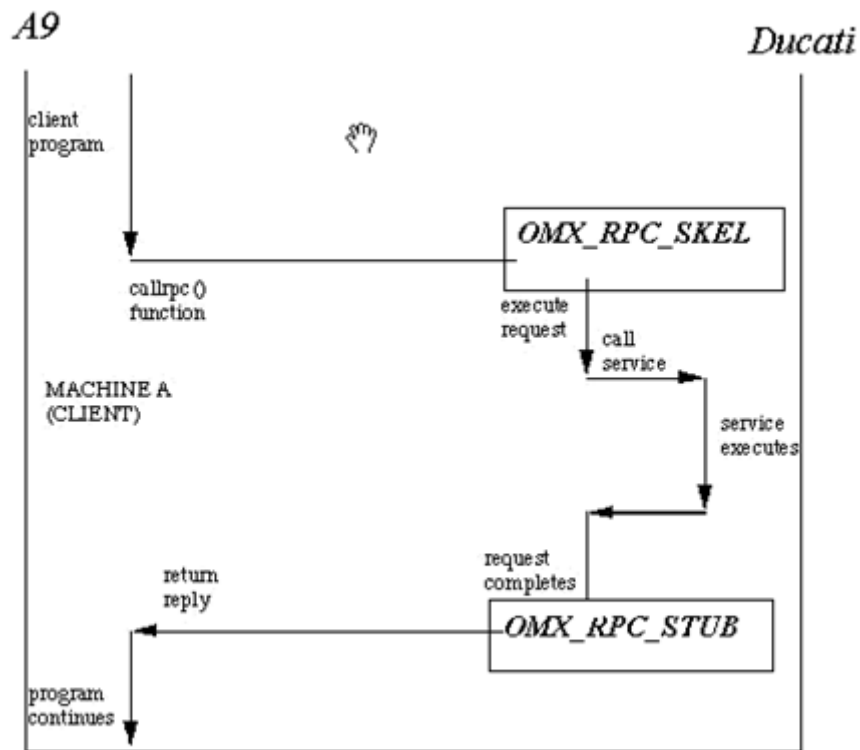 A9
Ducati
client
program
OMX_RPC_SKEL
callrpc()
function
execute
request
call
service
MACHINE A
(CLIENT)
service
executes
request
completes
return
reply
OMX_RPC_STUB
program
continues